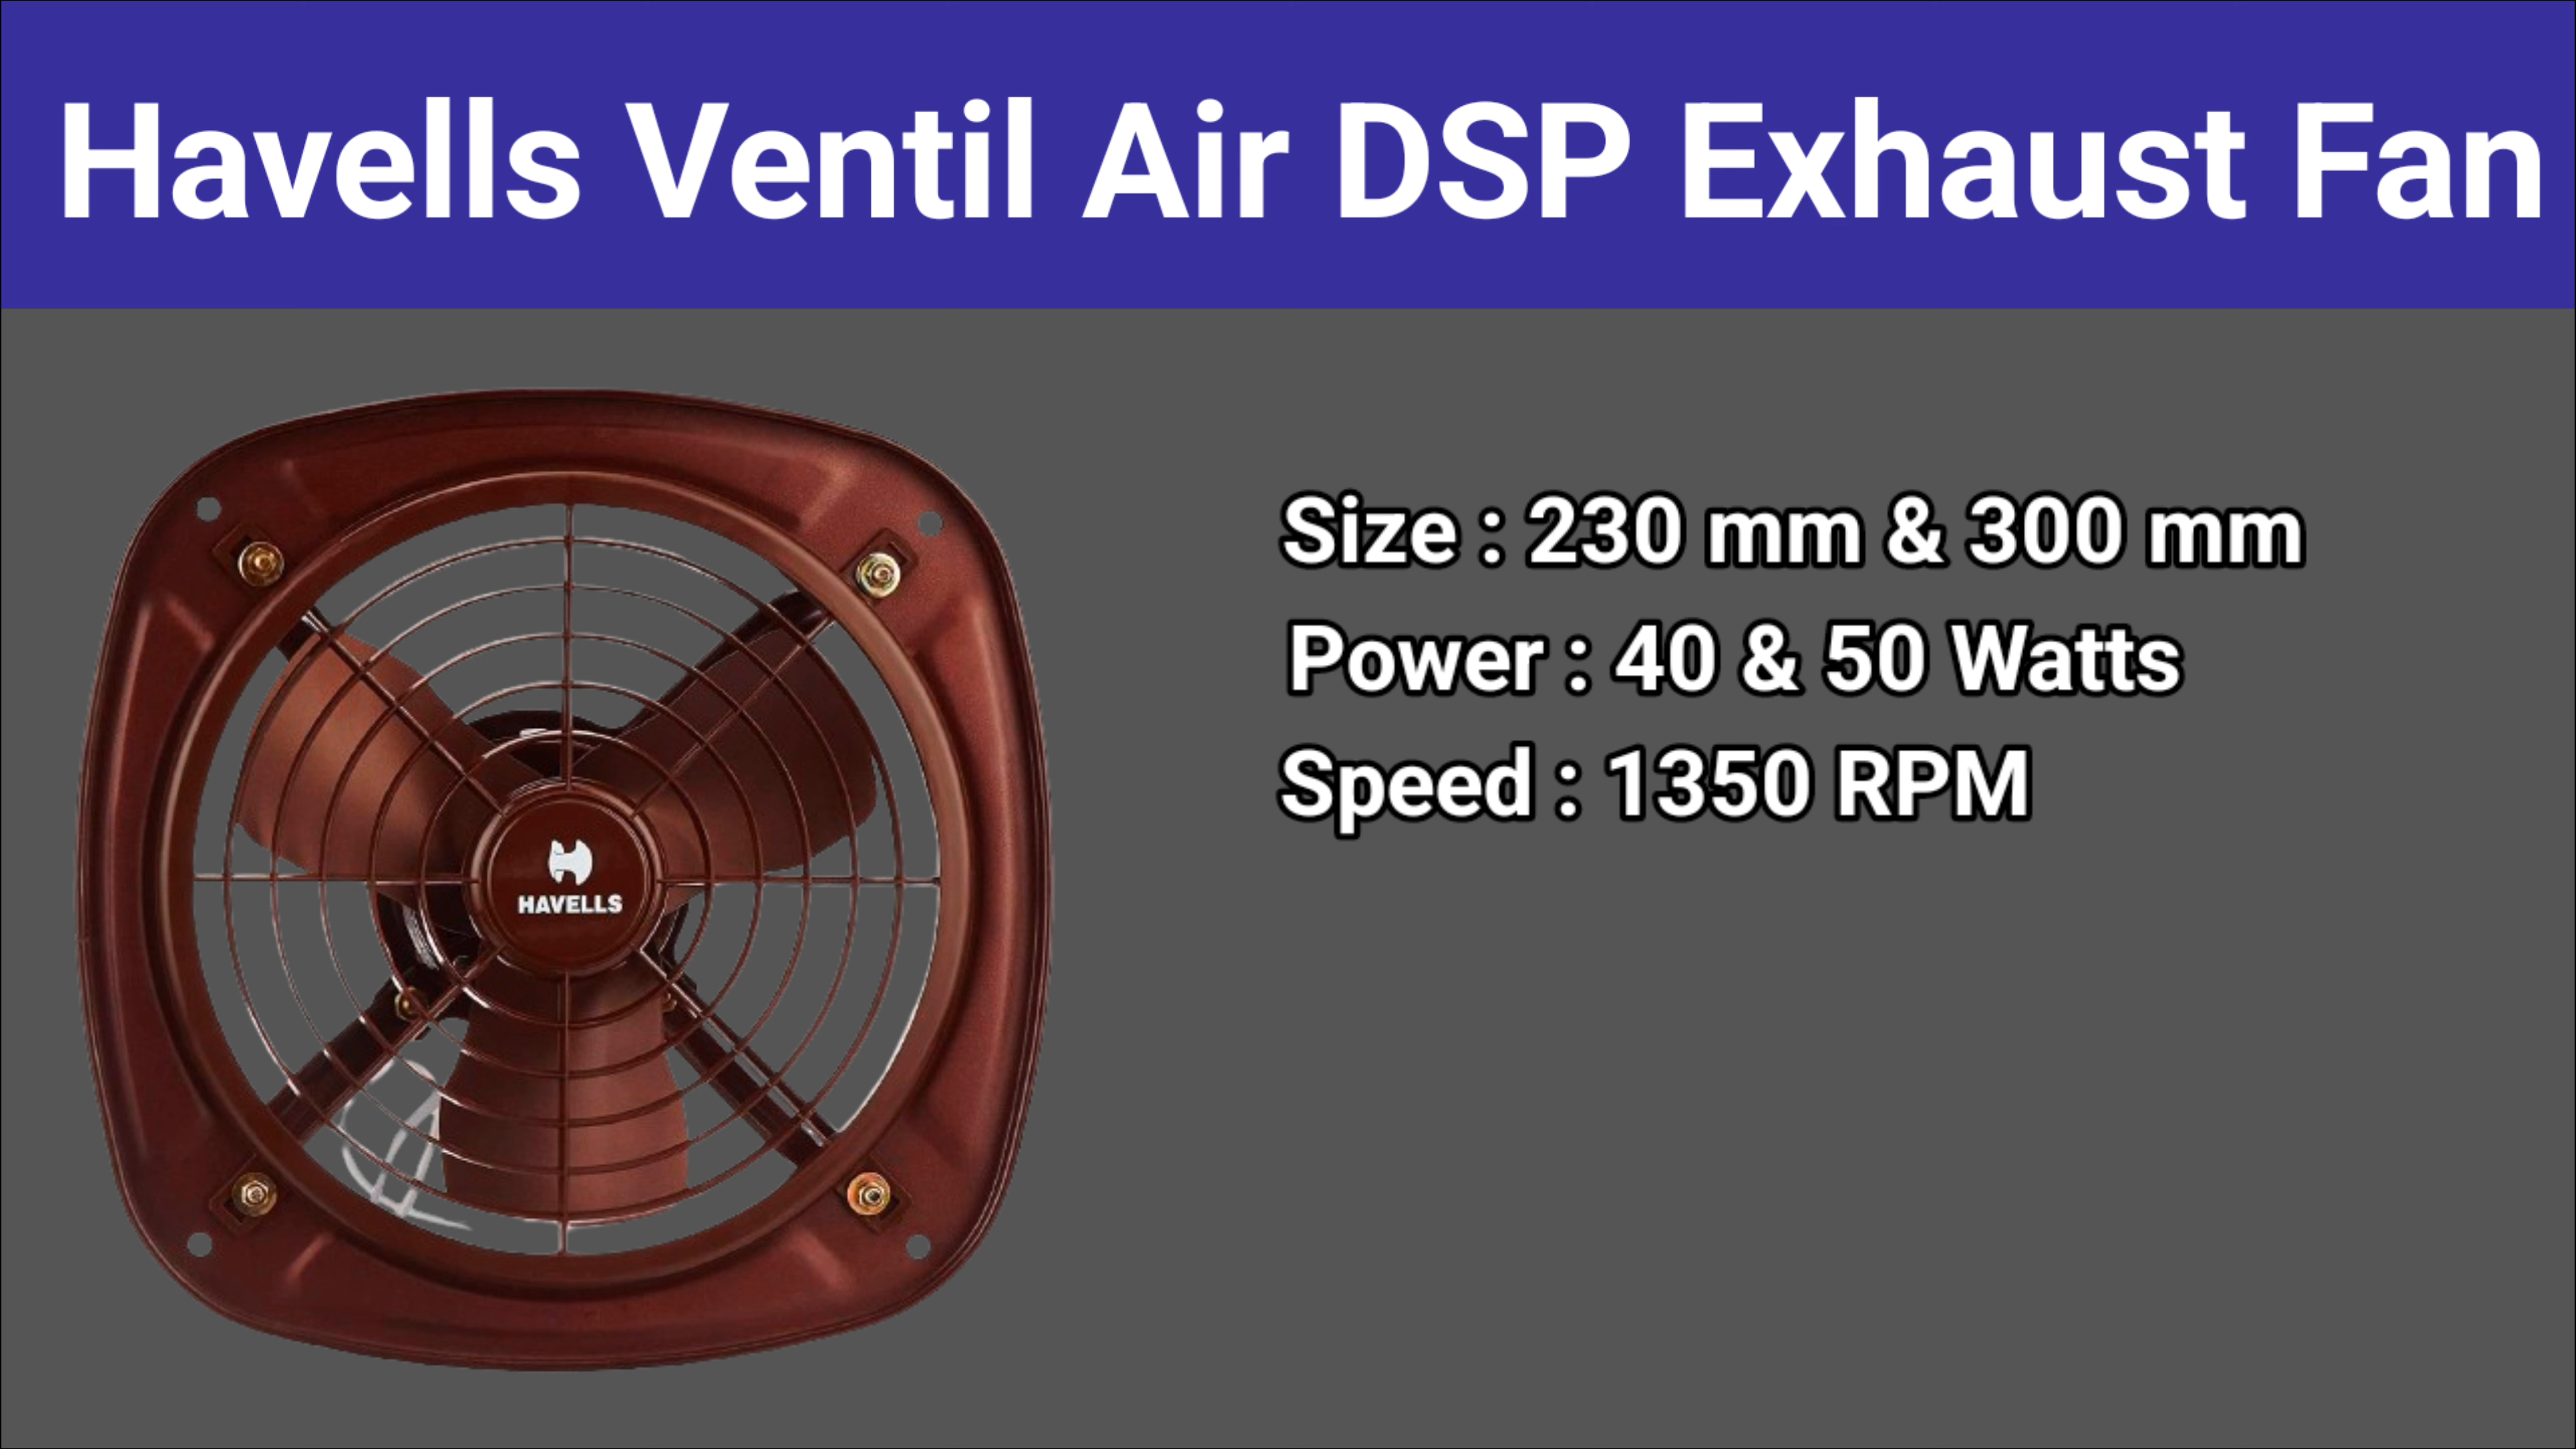 Havells Ventil Air DSP Exhaust Fan
Size : 230 mm & 300 mm
Power : 40 & 50 Watts
Speed : 1350 RPM
HAVELLS